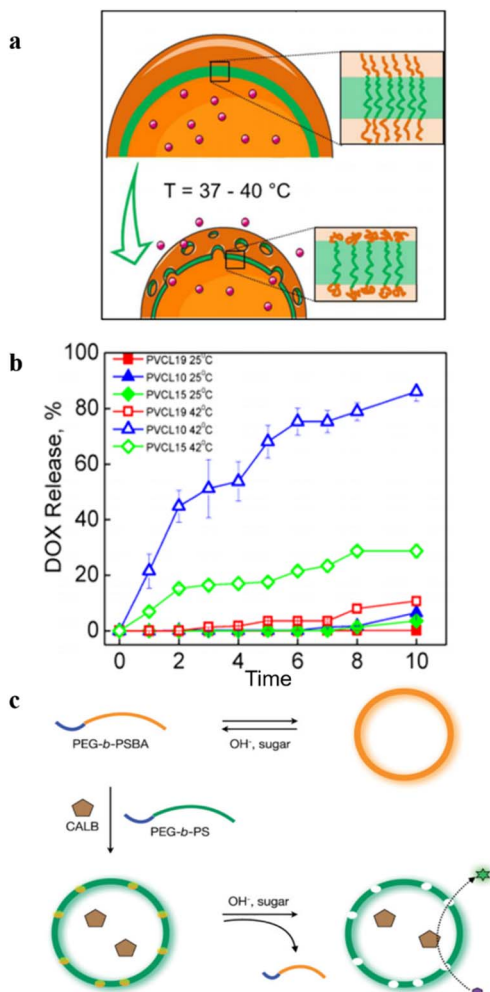 a
T = 37 - 40 °C
b
100
80
60
40
20
0
DOX Release, %
PVCL19 25°C
PVCL10 25°C
PVCL15 25°C
PVCL19 42°C
PVCL10 42°C
PVCL15 42°C
0 2 4 6 8 10
Time
c
PEG-b-PSBA
OH⁻, sugar
CALB
PEG-b-PS
OH⁻, sugar